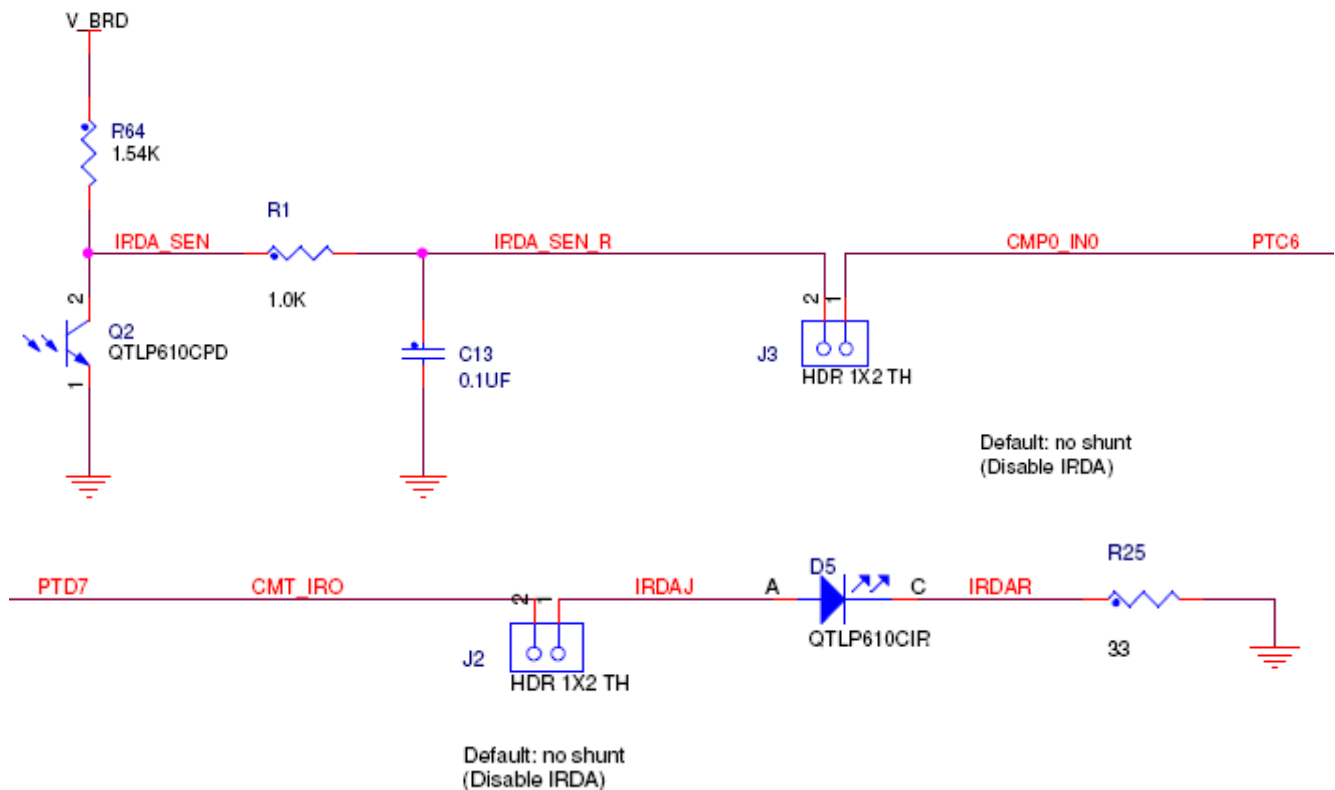 V_BRD
R64
1.54K
R1
IRDA_SEN
IRDA_SEN_R
CMP0_IN0
PTC6
1.0K
2
2
1
Q2
QTLP610CPD
C13
0.1UF
J3
HDR 1X2 TH
1
Default: no shunt
(Disable IRDA)
R25
D5
PTD7
CMT_IRO
2
1
IRDAJ
A
C
IRDAR
QTLP610CIR
33
J2
HDR 1X2 TH
Default: no shunt
(Disable IRDA)